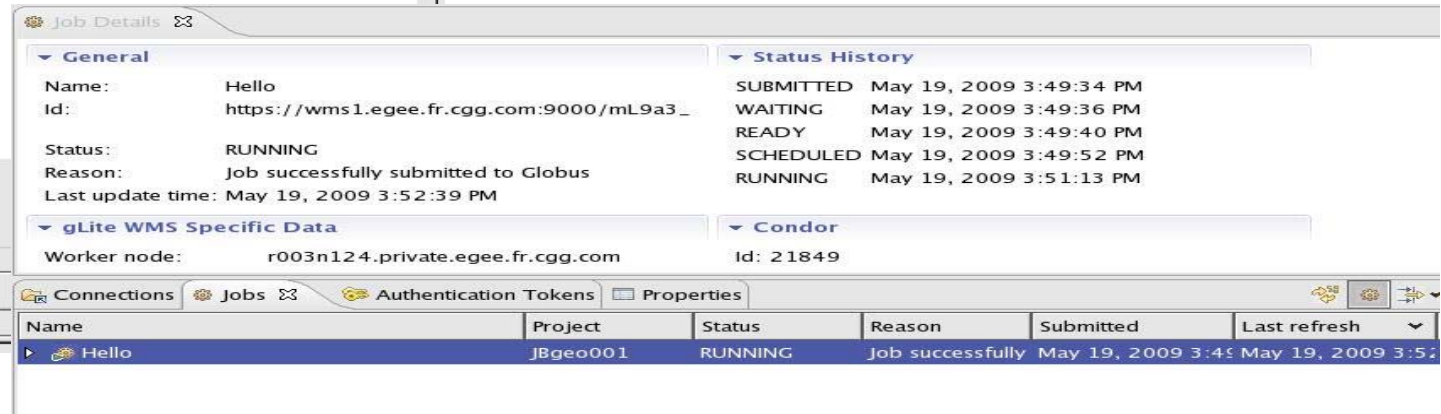 Job Details
General
Name: Hello
Id: https://wms1.egee.fr.cgg.com:9000/mL9a3_
Status: RUNNING
Reason: Job successfully submitted to Globus
Last update time: May 19, 2009 3:52:39 PM
Status History
SUBMITTED May 19, 2009 3:49:34 PM
WAITING May 19, 2009 3:49:36 PM
READY May 19, 2009 3:49:40 PM
SCHEDULED May 19, 2009 3:49:52 PM
RUNNING May 19, 2009 3:51:13 PM
gLite WMS Specific Data
Worker node: r003n124.private.egee.fr.cgg.com
Condor
Id: 21849
Connections Jobs Authentication Tokens Properties
Name Project Status Reason Submitted Last refresh
Hello JBgeo001 RUNNING Job successfully May 19, 2009 3:49 May 19, 2009 3:52